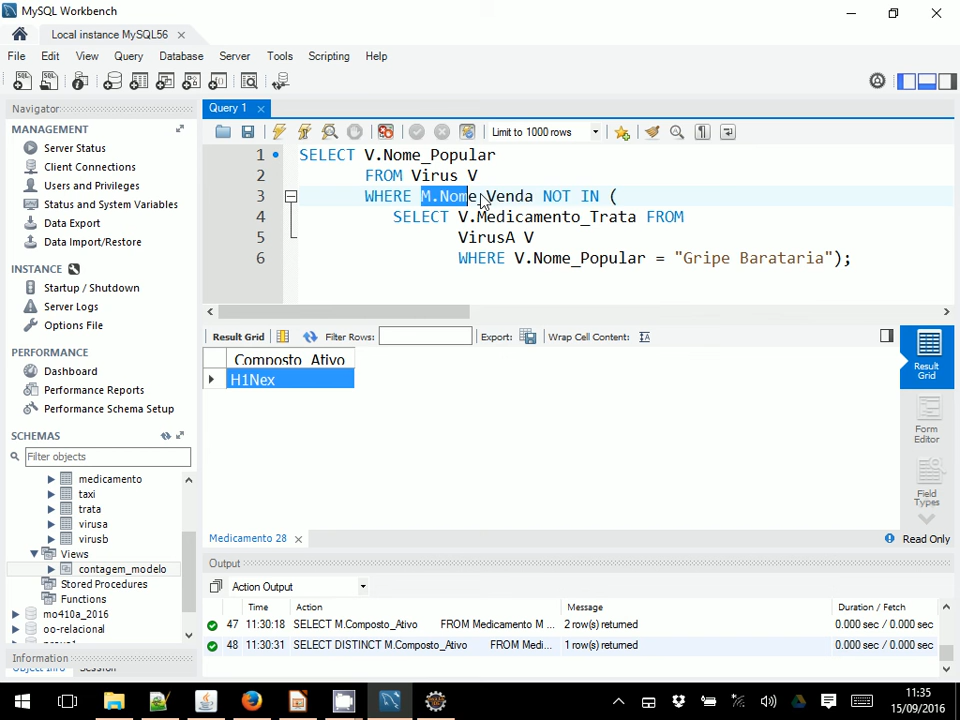 MySQL Workbench
Local instance MySQL56
File Edit View Query Database Server Tools Scripting Help
Navigator
MANAGEMENT
Server Status
Client Connections
Users and Privileges
Status and System Variables
Data Export
Data Import/Restore
INSTANCE
Startup / Shutdown
Server Logs
Options File
PERFORMANCE
Dashboard
Performance Reports
Performance Schema Setup
SCHEMAS
Filter objects
medicamento
taxi
trata
virusa
virusb
Views
contagem_modelo
Stored Procedures
Functions
mo410a_2016
oo-relacional
Information
Query 1
Limit to 1000 rows
1 SELECT V.Nome_Popular
2 FROM Virus V
3 WHERE M.Nome_Venda NOT IN (
4 SELECT V.Medicamento_Trata FROM
5 VirusA V
6 WHERE V.Nome_Popular = "Gripe Barataria");
Result Grid Filter Rows: Export: Wrap Cell Content:
Composto_Ativo
H1Nex
Result Grid
Form Editor
Field Types
Medicamento 28
Read Only
Output
Action Output
Time Action Message Duration / Fetch
47 11:30:18 SELECT M.Composto_Ativo FROM Medicamento M ... 2 row(s) returned 0.000 sec / 0.000 sec
48 11:30:31 SELECT DISTINCT M.Composto_Ativo FROM Medi... 1 row(s) returned 0.000 sec / 0.000 sec
11:35
15/09/2016